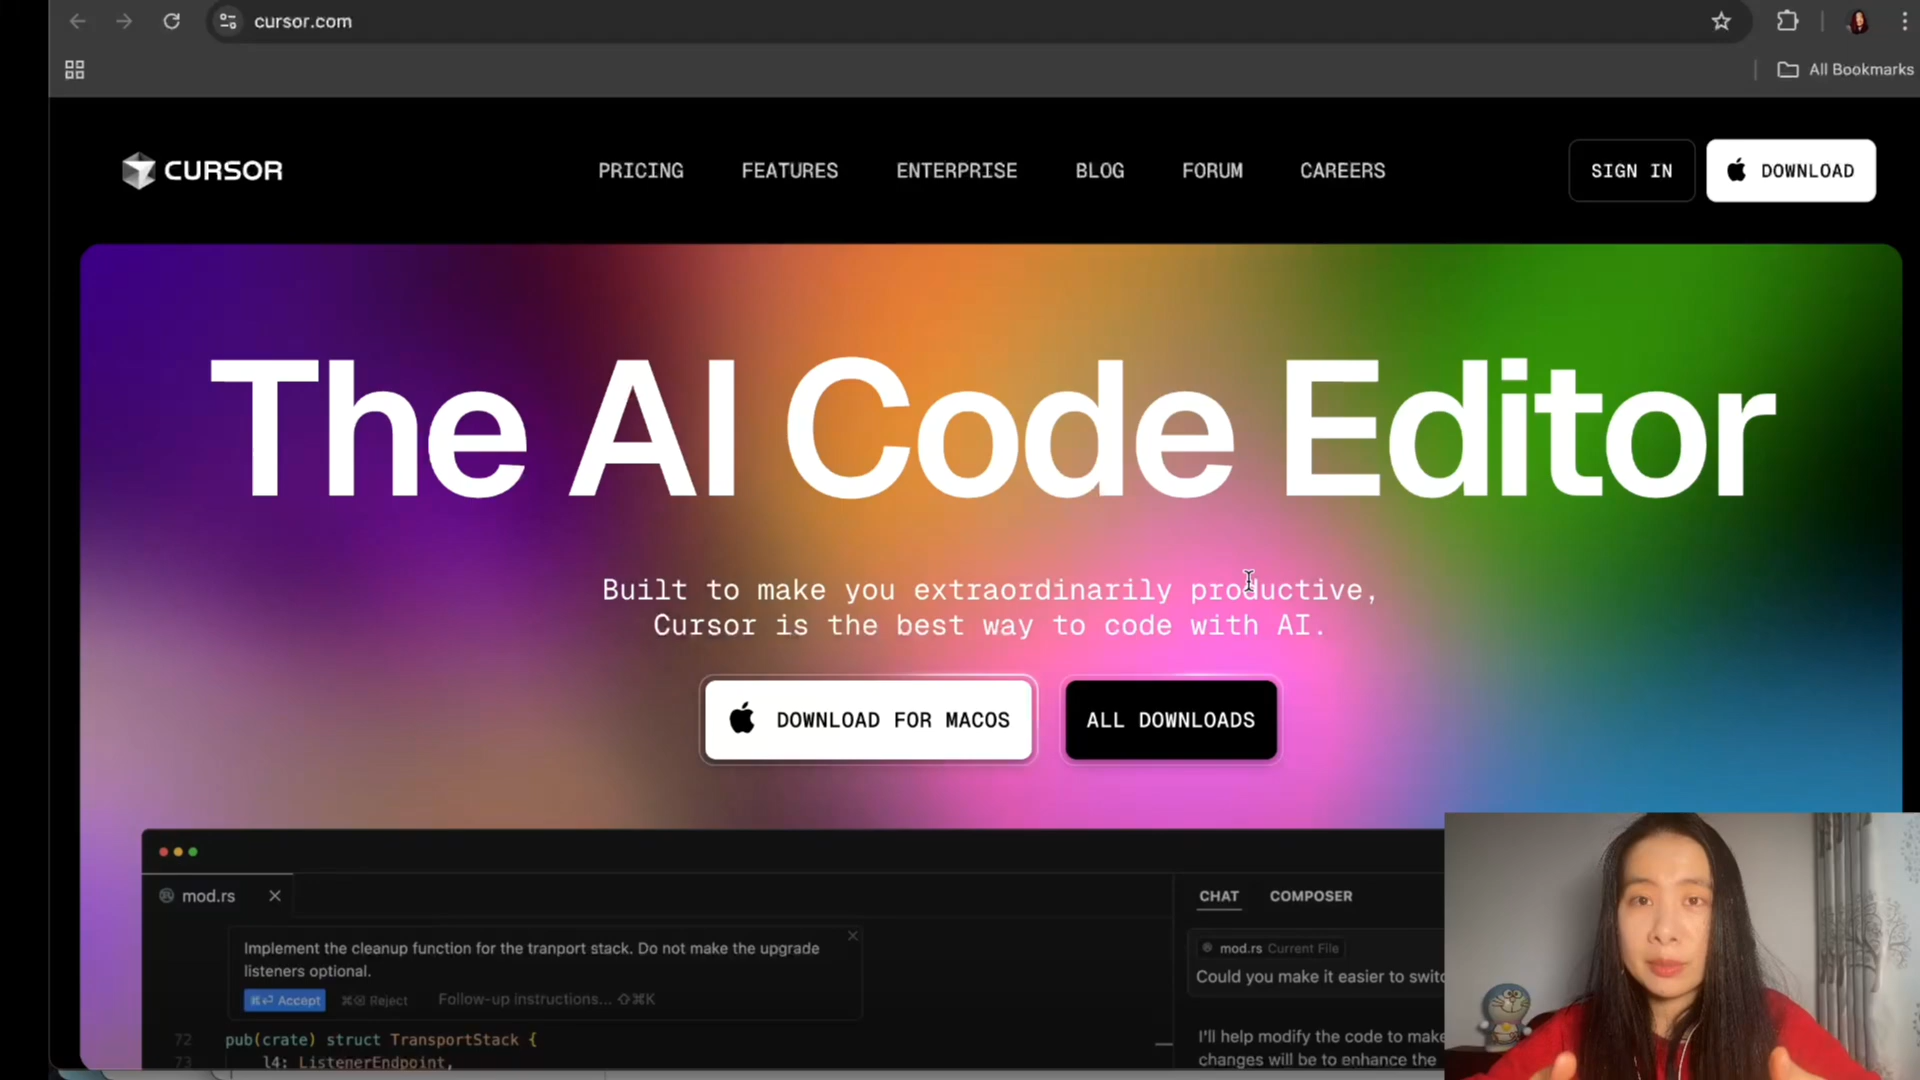 cursor.com
All Bookmarks
CURSOR
PRICING
FEATURES
ENTERPRISE
BLOG
FORUM
CAREERS
SIGN IN
DOWNLOAD
The AI Code Editor
Built to make you extraordinarily productive,
Cursor is the best way to code with AI.
DOWNLOAD FOR MACOS
ALL DOWNLOADS
mod.rs
Implement the cleanup function for the tranport stack. Do not make the upgrade
listeners optional.
⌘⏎ Accept
⌘⌫ Reject
Follow-up instructions... ⇧⌘K
72 pub(crate) struct TransportStack {
73 l4: ListenerEndpoint,
CHAT
COMPOSER
mod.rs Current File
Could you make it easier to switc
I'll help modify the code to make
changes will be to enhance the